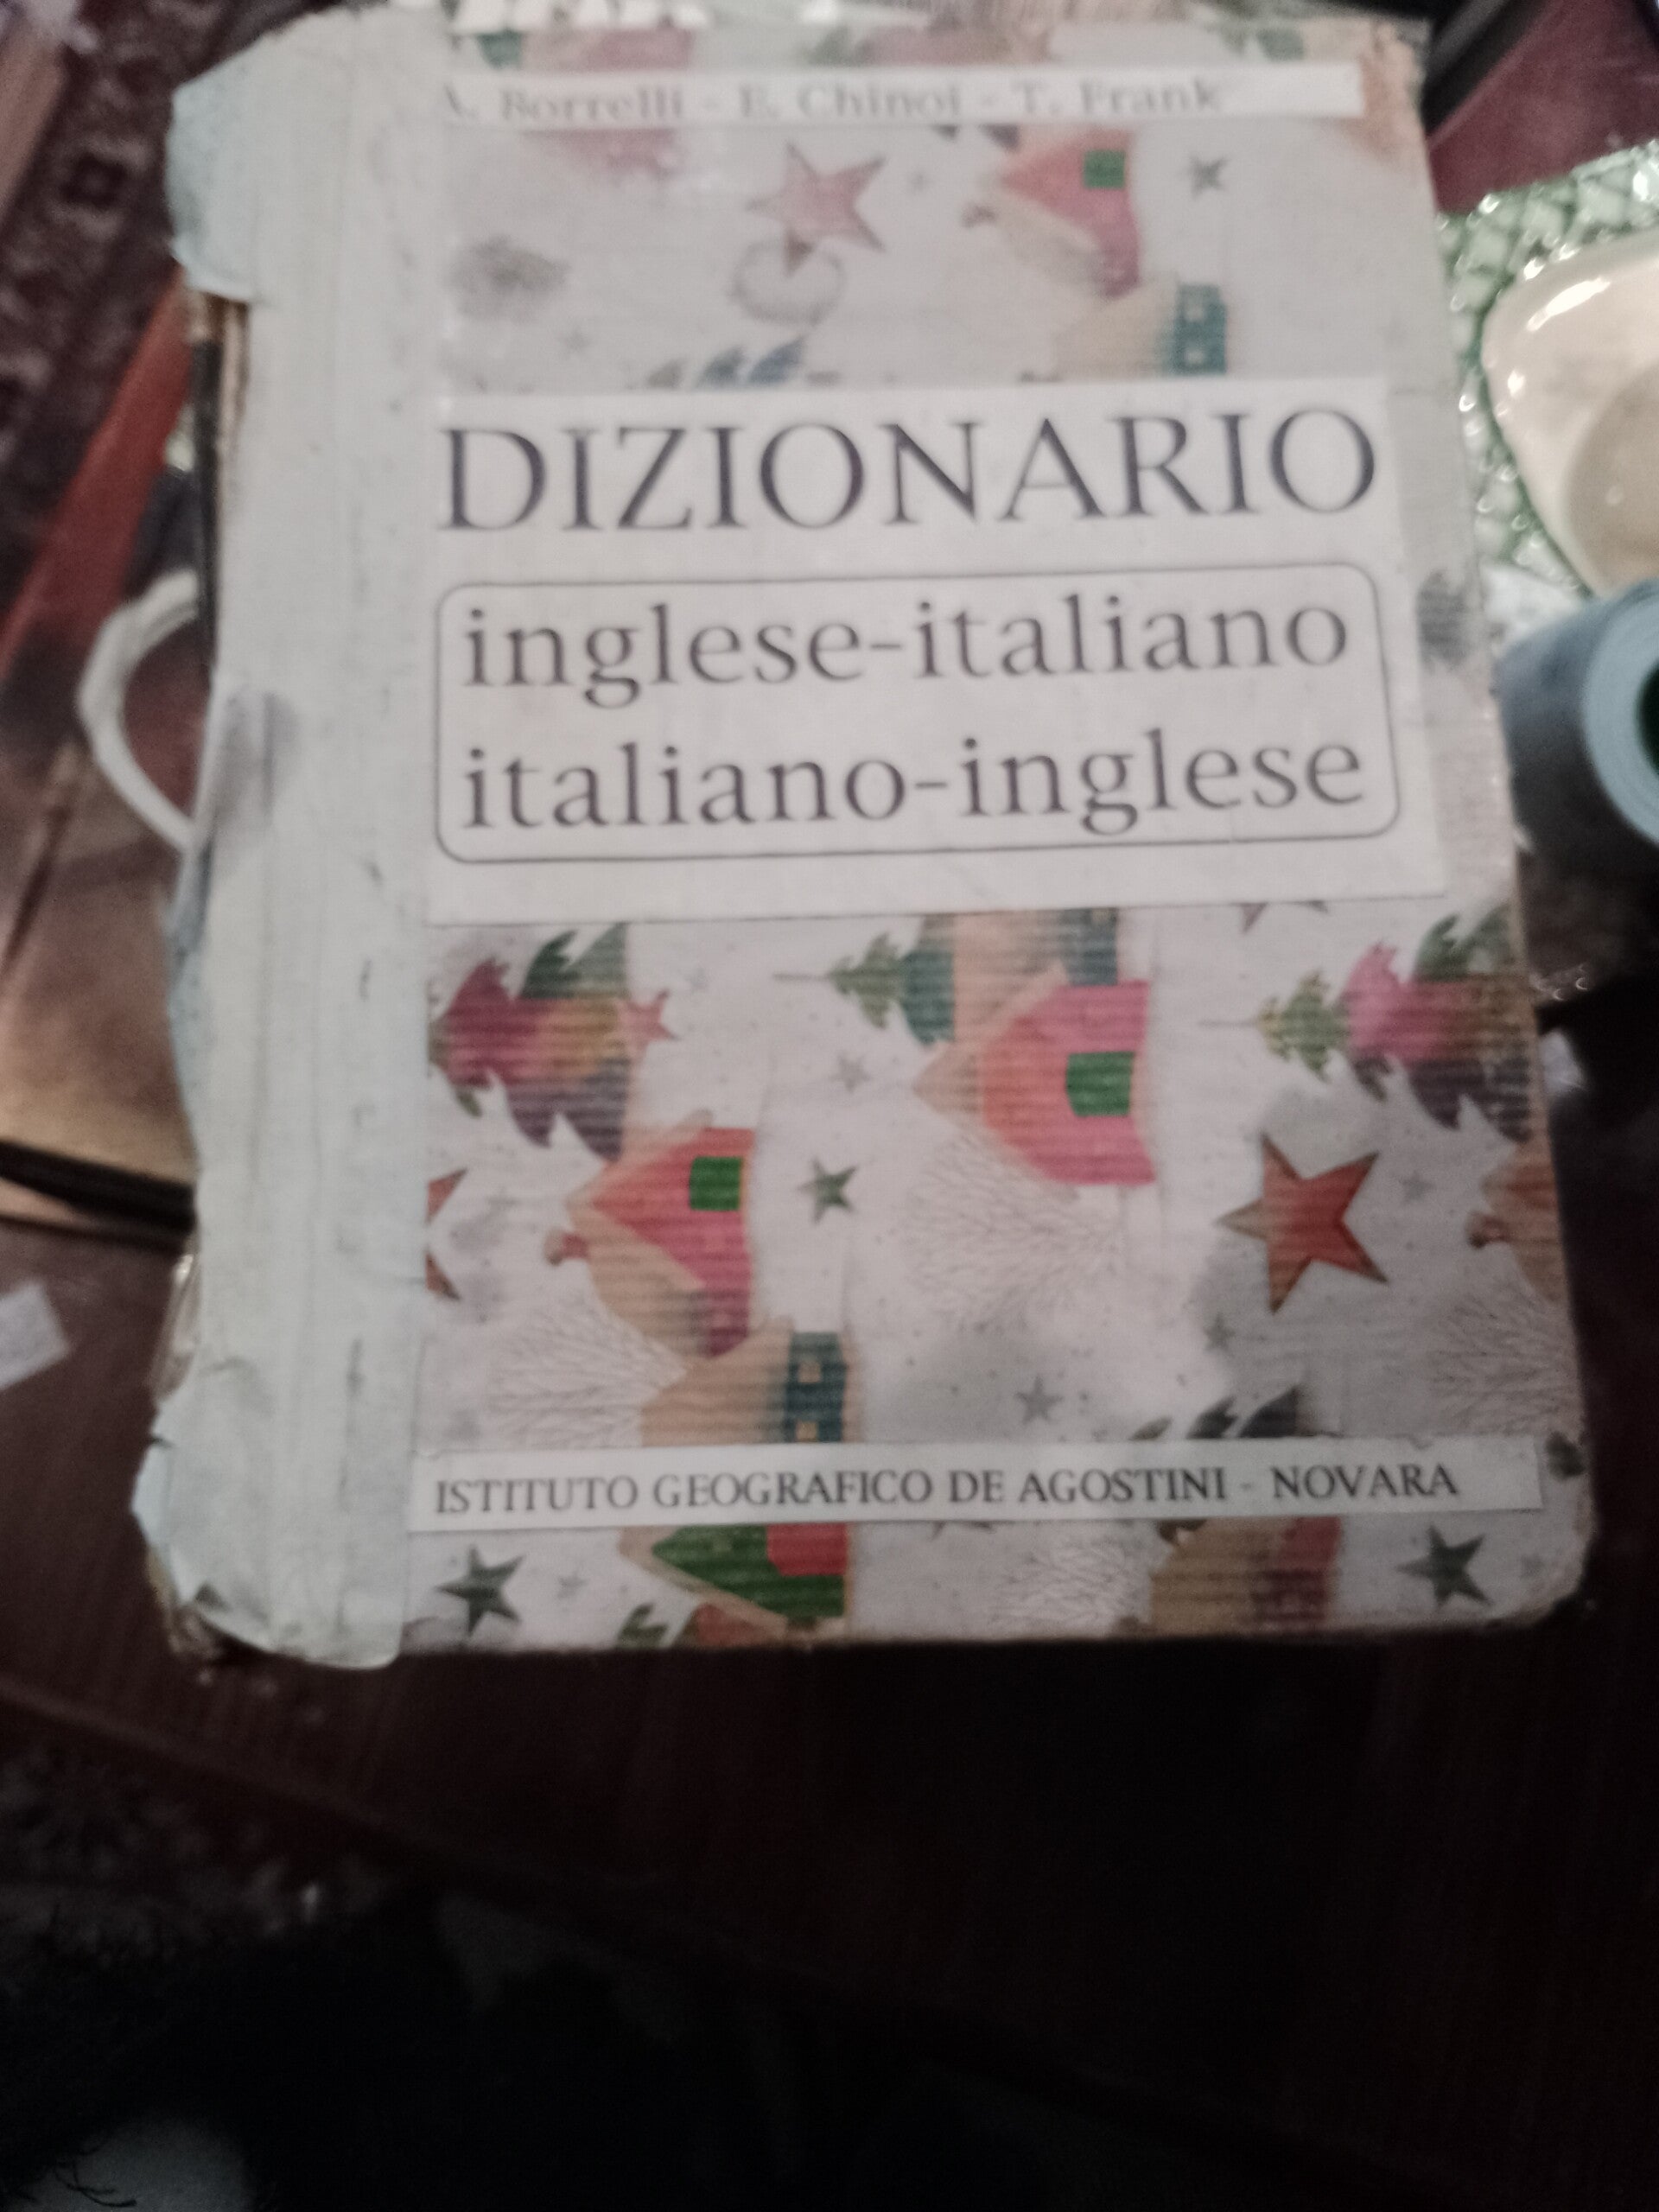 A. Borrelli - E. Chinol - T. Frank
DIZIONARIO
inglese-italiano
italiano-inglese
ISTITUTO GEOGRAFICO DE AGOSTINI - NOVARA